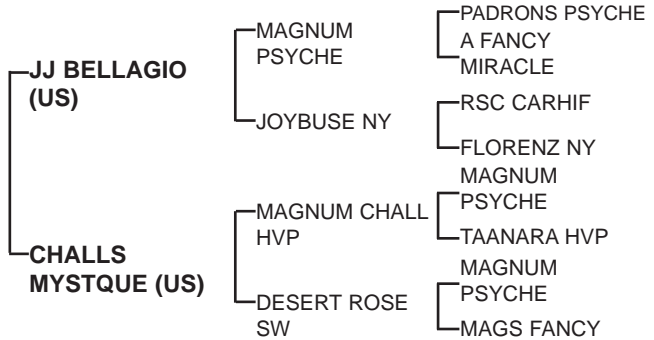 PADRONS PSYCHE
MAGNUM
PSYCHE
A FANCY
MIRACLE
JJ BELLAGIO
(US)
RSC CARHIF
JOYBUSE NY
FLORENZ NY
MAGNUM
PSYCHE
MAGNUM CHALL
HVP
TAANARA HVP
CHALLS
MYSTQUE (US)
MAGNUM
PSYCHE
DESERT ROSE
SW
MAGS FANCY